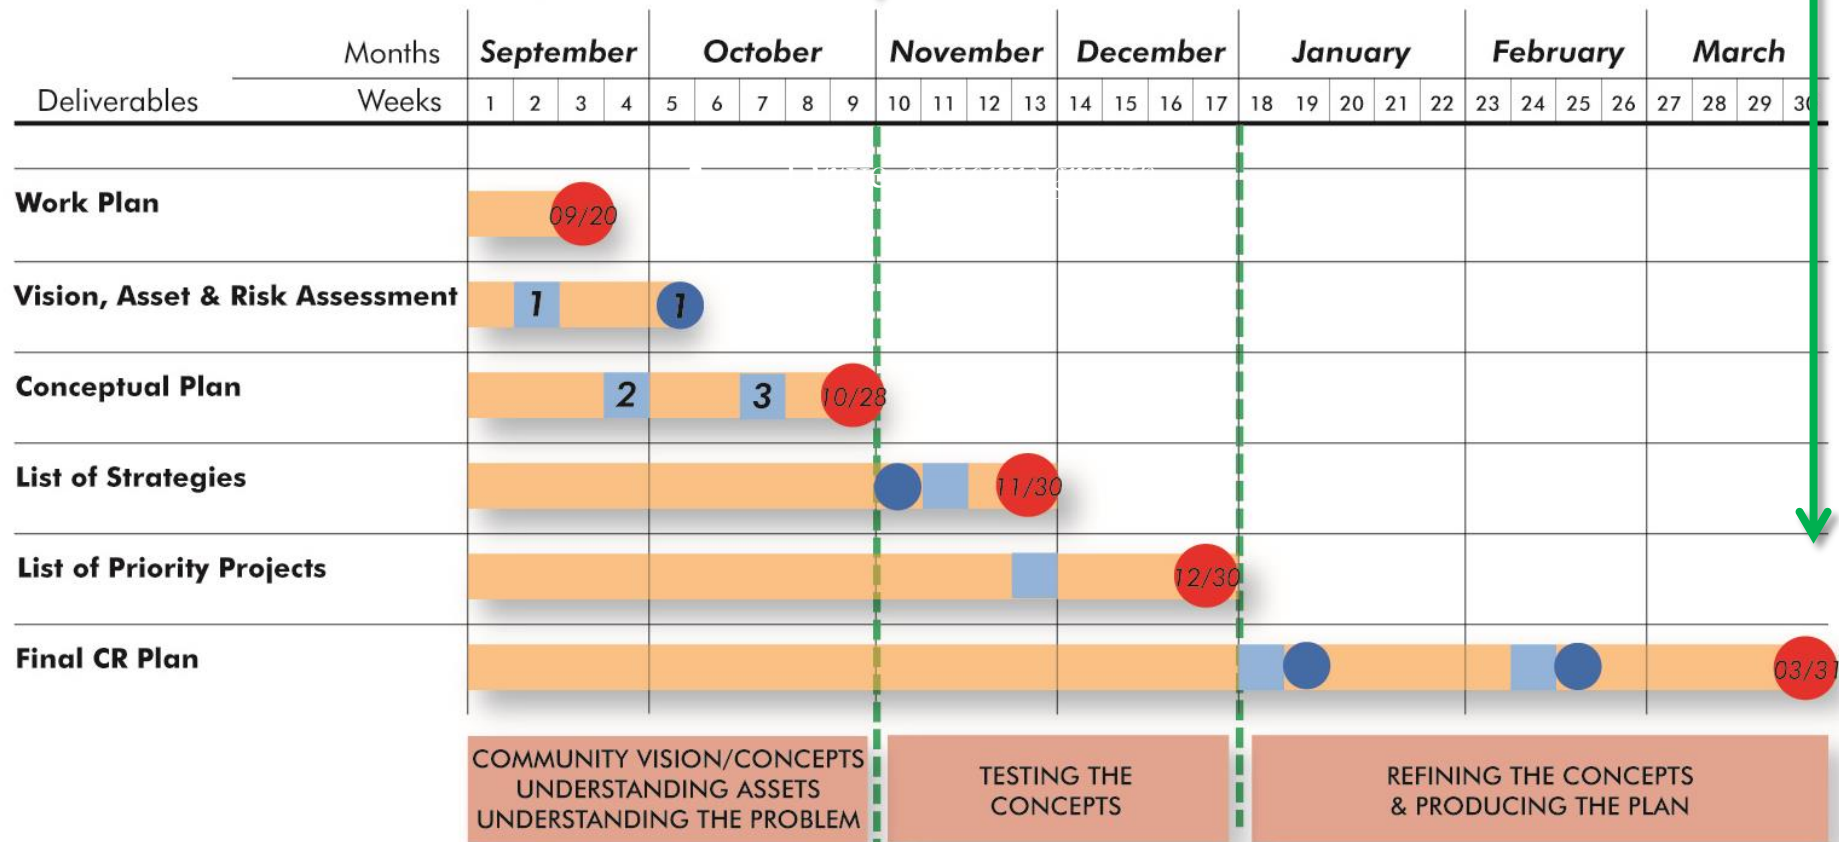 Months September October November December January February March
Deliverables Weeks 1 2 3 4 5 6 7 8 9 10 11 12 13 14 15 16 17 18 19 20 21 22 23 24 25 26 27 28 29 30
Work Plan 09/20
Vision, Asset & Risk Assessment 1 1
Conceptual Plan 2 3 10/28
List of Strategies 11/30
List of Priority Projects 12/30
Final CR Plan 03/31
COMMUNITY VISION/CONCEPTS
UNDERSTANDING ASSETS
UNDERSTANDING THE PROBLEM
TESTING THE
CONCEPTS
REFINING THE CONCEPTS
& PRODUCING THE PLAN